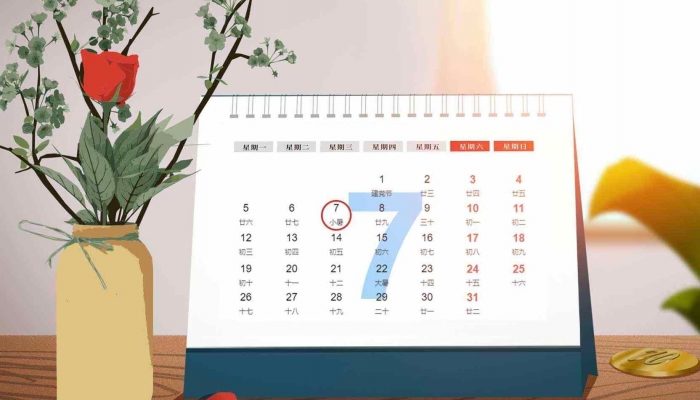 星期一 星期二 星期三 星期四 星期五 星期六 星期日
1 2 3 4
建党节 廿三 廿四 廿五
5 6 7 8 9 10 11
廿六 廿七 小暑 廿九 三十 初一 初二
12 13 14 15 16 17 18
初三 初四 初五 初六 初七 初八 初九
19 20 21 22 23 24 25
初十 十一 十二 大暑 十四 十五 十六
26 27 28 29 30 31
十七 十八 十九 二十 廿一 廿二
7